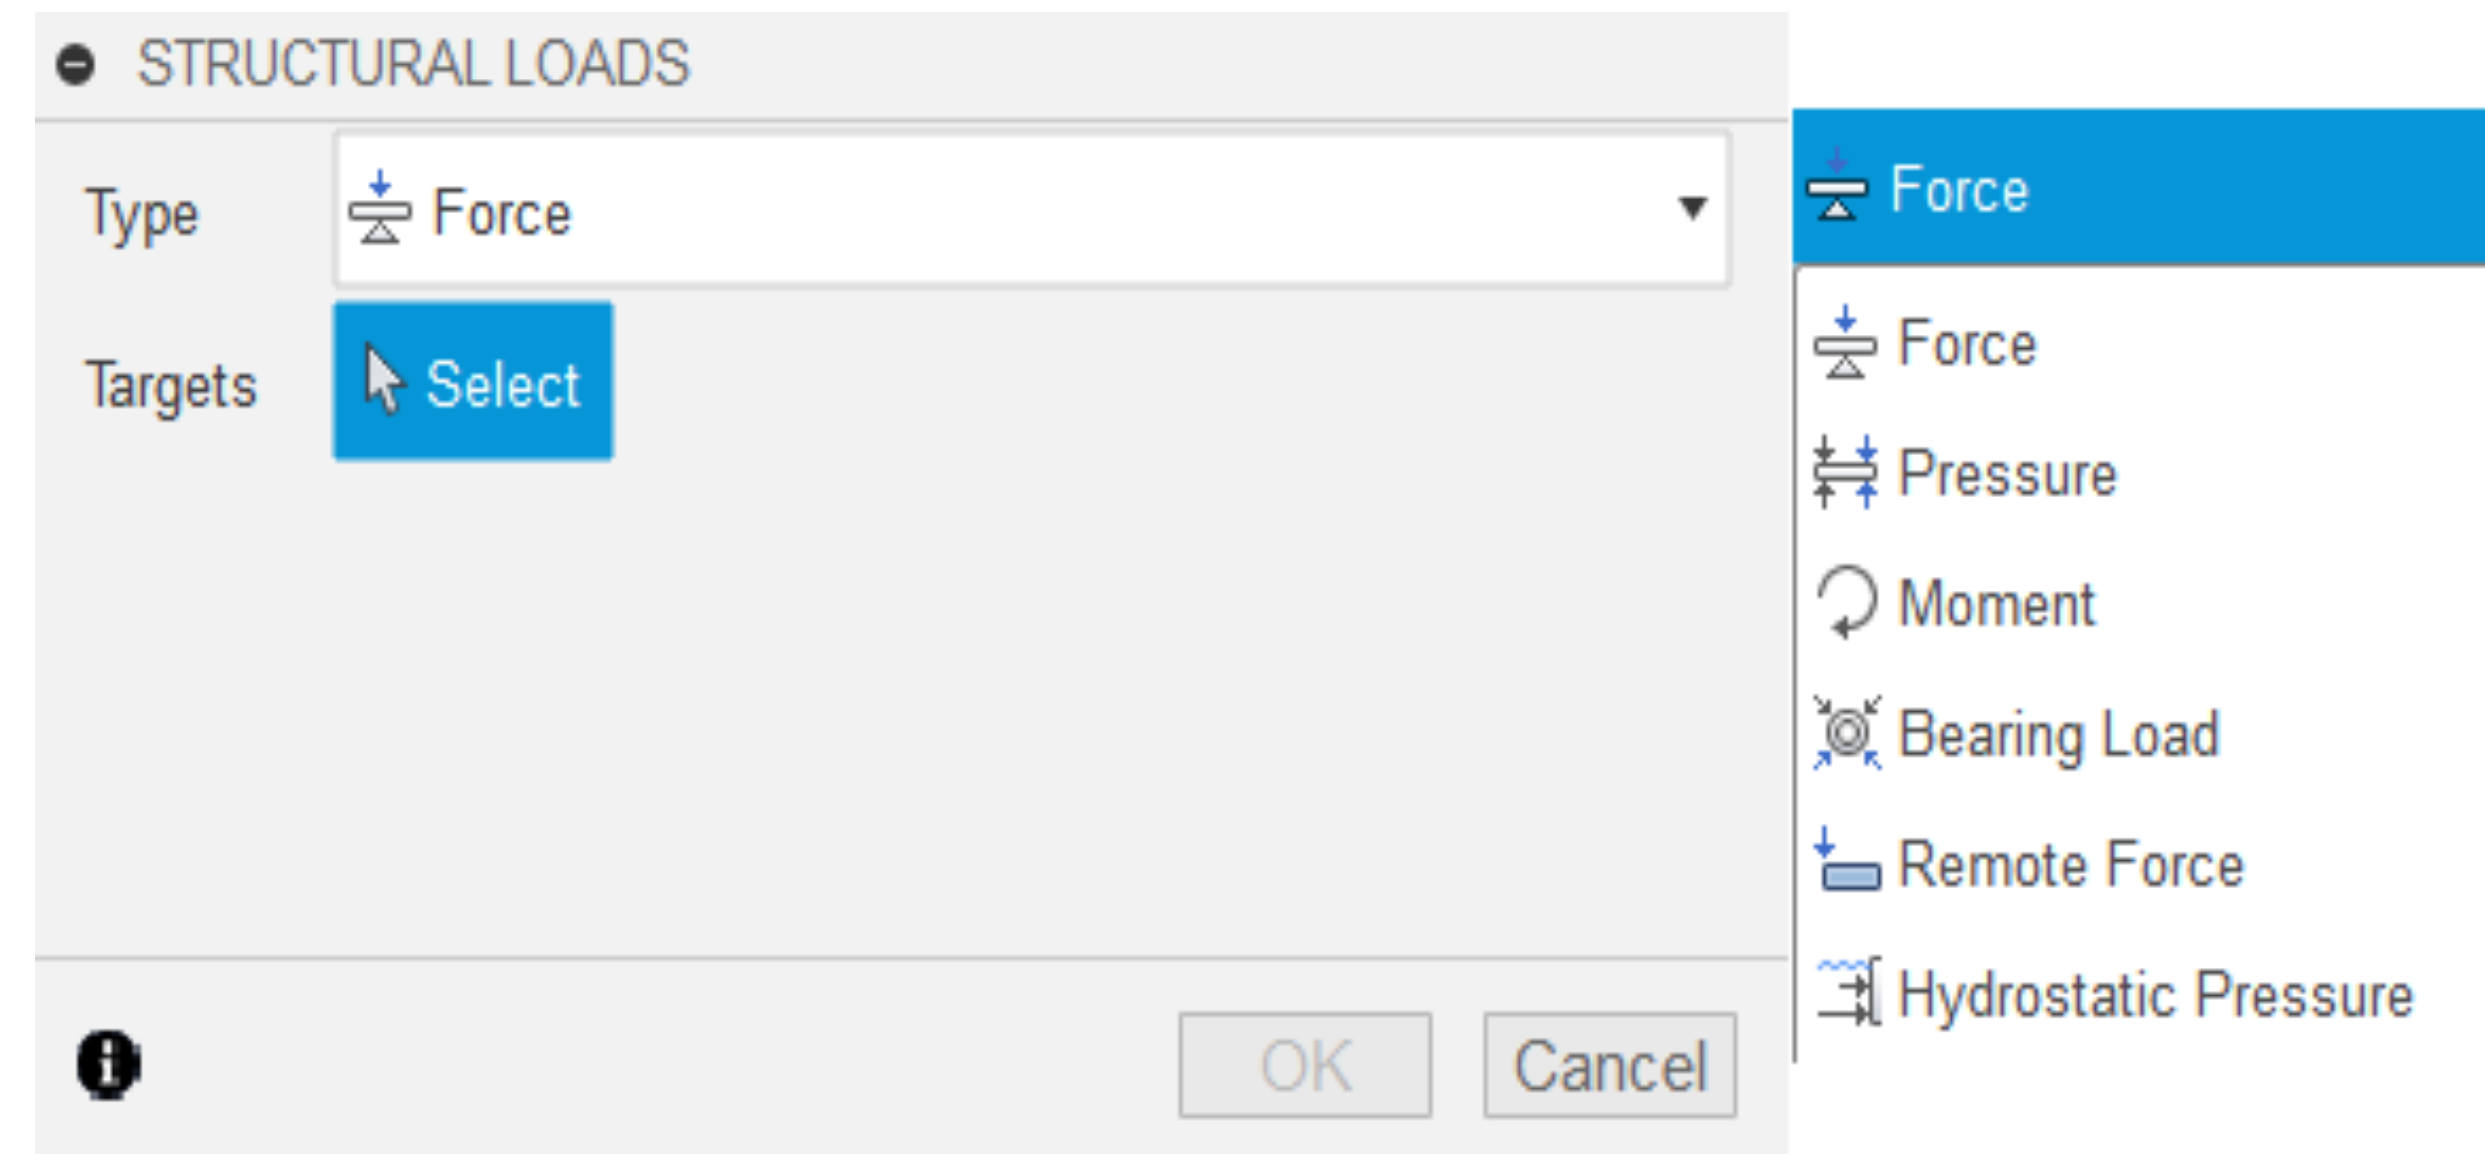 STRUCTURAL LOADS
Type
Force
Targets
Select
OK
Cancel
Force
Force
Pressure
Moment
Bearing Load
Remote Force
Hydrostatic Pressure